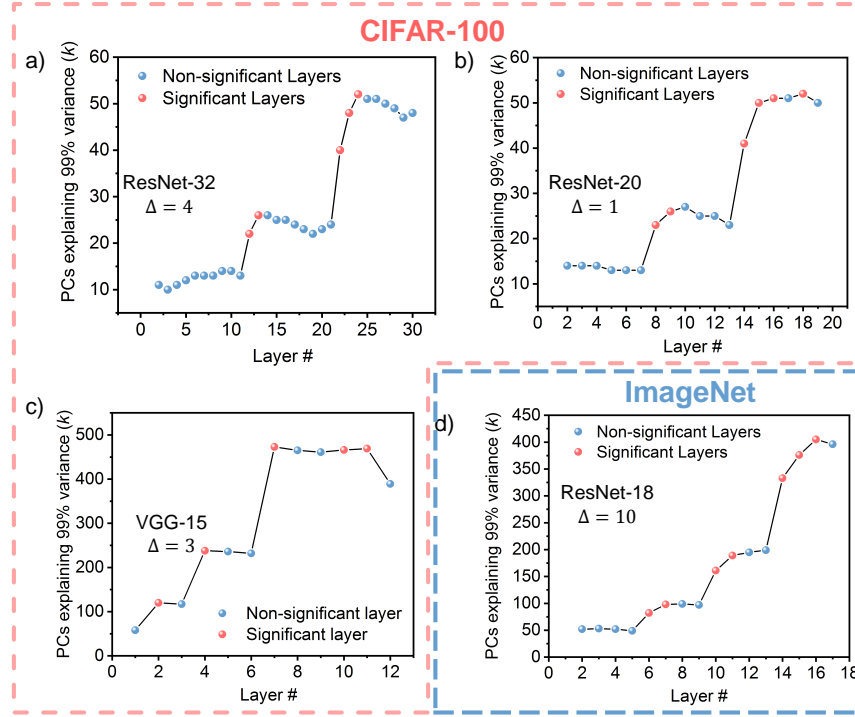 CIFAR-100
a)
PCs explaining 99% variance (k)
60
50
40
30
20
10
Non-significant Layers
Significant Layers
ResNet-32
Δ = 4
0 5 10 15 20 25 30
Layer #
b)
PCs explaining 99% variance (k)
60
50
40
30
20
10
Non-significant Layers
Significant Layers
ResNet-20
Δ = 1
0 2 4 6 8 10 12 14 16 18 20
Layer #
c)
PCs explaining 99% variance (k)
500
400
300
200
100
0
VGG-15
Δ = 3
Non-significant layer
Significant layer
0 2 4 6 8 10 12
Layer #
ImageNet
d)
PCs explaining 99% variance (k)
450
400
350
300
250
200
150
100
50
0
Non-significant Layers
Significant Layers
ResNet-18
Δ = 10
0 2 4 6 8 10 12 14 16 18
Layer #